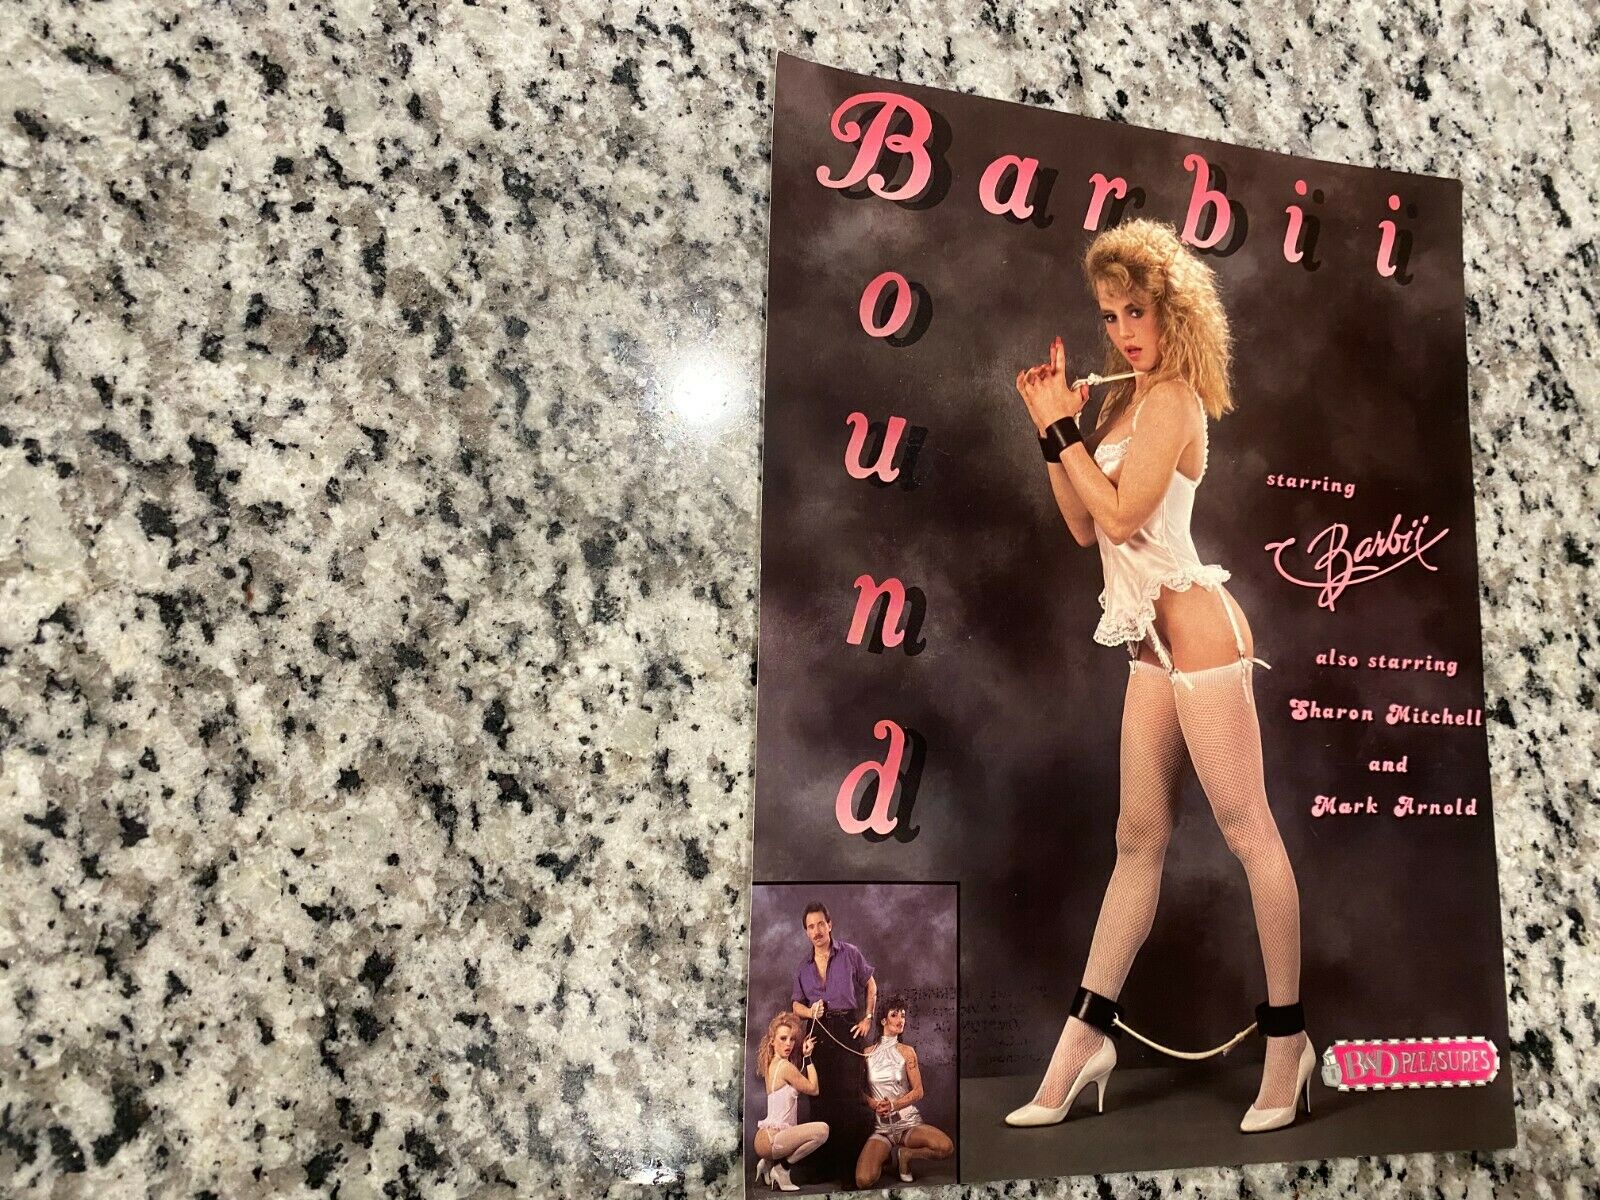 Barbii
Bound
starring
Barbii
also starring
Sharon Mitchell
and
Mark Arnold
B&D PLEASURES